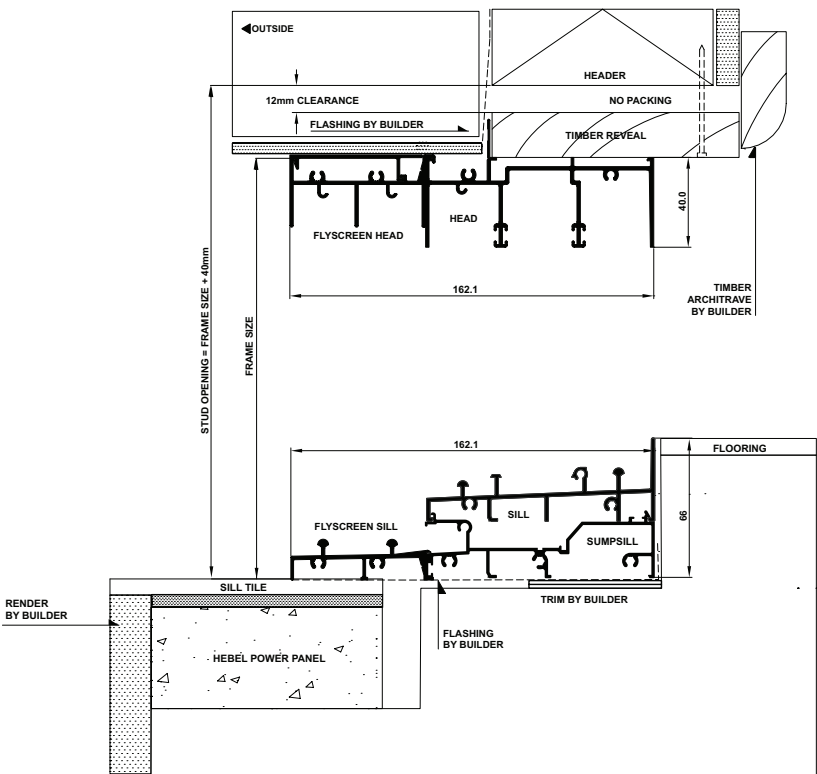 OUTSIDE
HEADER
12mm CLEARANCE
NO PACKING
FLASHING BY BUILDER
TIMBER REVEAL
40.0
HEAD
FLYSCREEN HEAD
162.1
TIMBER
ARCHITRAVE
BY BUILDER
STUD OPENING = FRAME SIZE + 40mm
FRAME SIZE
162.1
FLOORING
66
SILL
FLYSCREEN SILL
SUMPSILL
SILL TILE
TRIM BY BUILDER
RENDER
BY BUILDER
FLASHING
BY BUILDER
HEBEL POWER PANEL